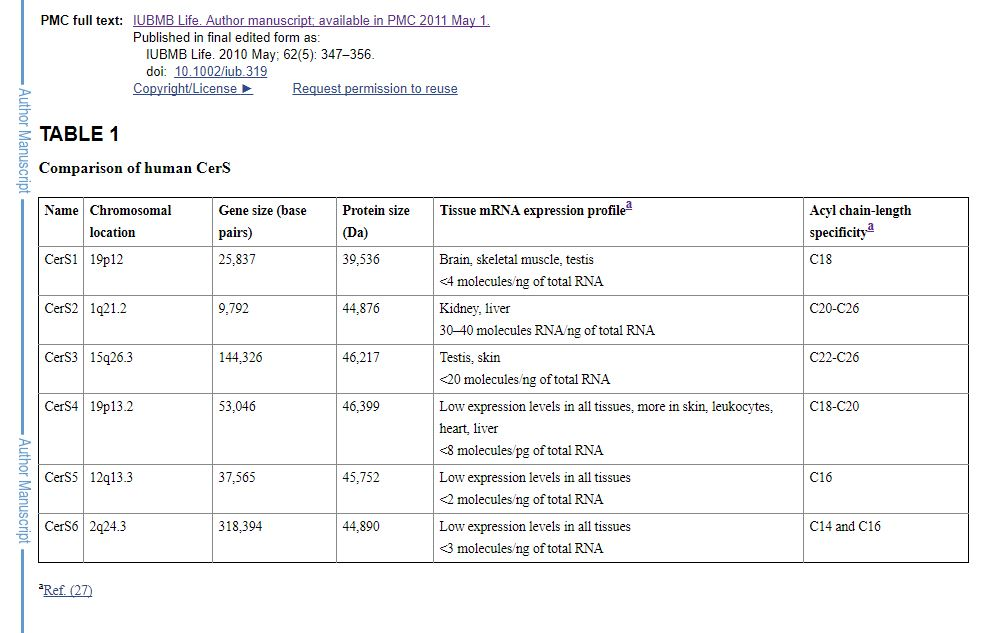 PMC full text: IUBMB Life. Author manuscript; available in PMC 2011 May 1.
Published in final edited form as:
IUBMB Life. 2010 May; 62(5): 347–356.
doi: 10.1002/iub.319
Copyright/License ► Request permission to reuse
Author Manuscript
Author Manuscript
TABLE 1
Comparison of human CerS
Name Chromosomal location Gene size (base pairs) Protein size (Da) Tissue mRNA expression profile a Acyl chain-length specificity a
CerS1 19p12 25,837 39,536 Brain, skeletal muscle, testis C18
<4 molecules/ng of total RNA
CerS2 1q21.2 9,792 44,876 Kidney, liver C20-C26
30–40 molecules RNA/ng of total RNA
CerS3 15q26.3 144,326 46,217 Testis, skin C22-C26
<20 molecules/ng of total RNA
CerS4 19p13.2 53,046 46,399 Low expression levels in all tissues, more in skin, leukocytes, C18-C20
heart, liver
<8 molecules/pg of total RNA
CerS5 12q13.3 37,565 45,752 Low expression levels in all tissues C16
<2 molecules/ng of total RNA
CerS6 2q24.3 318,394 44,890 Low expression levels in all tissues C14 and C16
<3 molecules/ng of total RNA
a Ref. (27)